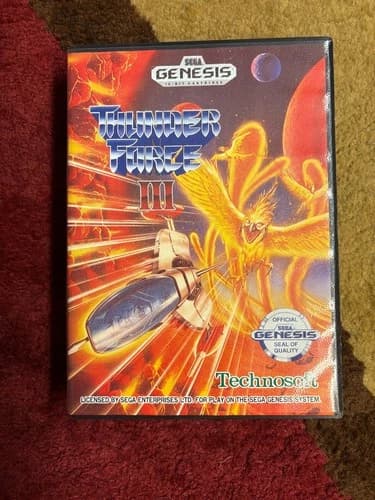 SEGA
GENESIS
16-BIT CARTRIDGE
THUNDER
FORCE
III
OFFICIAL
SEGA
GENESIS
SEAL OF
QUALITY
Technosoft
LICENSED BY SEGA ENTERPRISES LTD. FOR PLAY ON THE SEGA GENESIS SYSTEM.